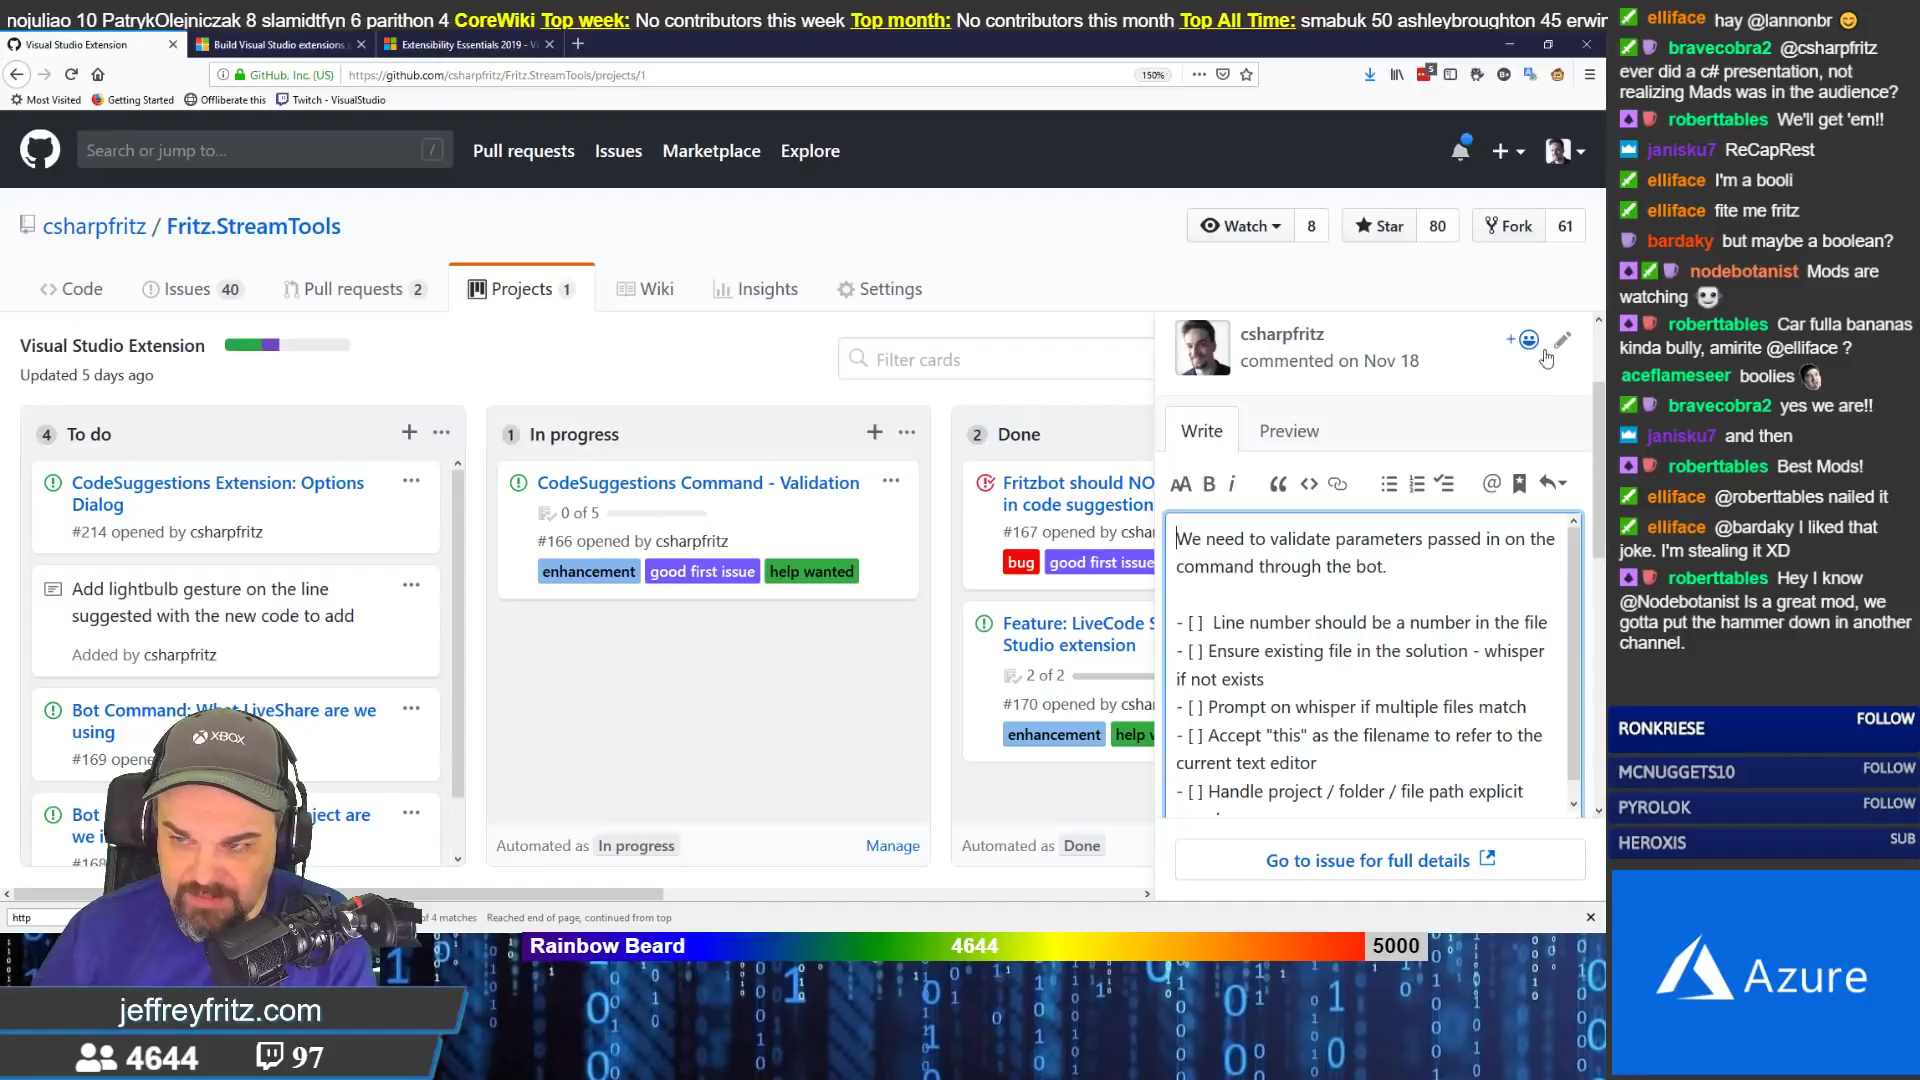 nojuliao 10 PatrykOlejniczak 8 slamidtfyn 6 parithon 4 CoreWiki Top week: No contributors this week Top month: No contributors this month Top All Time: smabuk 50 ashleybroughton 45 erwin
Visual Studio Extension
Build Visual Studio extensions
Extensibility Essentials 2019 - Vi
GitHub, Inc. (US)
https://github.com/csharpfritz/Fritz.StreamTools/projects/1
150%
5
Most Visited
Getting Started
Offliberate this
Twitch - VisualStudio
Search or jump to...
/
Pull requests
Issues
Marketplace
Explore
csharpfritz / Fritz.StreamTools
Watch 8
Star 80
Fork 61
Code
Issues 40
Pull requests 2
Projects 1
Wiki
Insights
Settings
Visual Studio Extension
Updated 5 days ago
Filter cards
4 To do
CodeSuggestions Extension: Options
Dialog
#214 opened by csharpfritz
Add lightbulb gesture on the line
suggested with the new code to add
Added by csharpfritz
Bot Command: What LiveShare are we
using
#169 opene
Bot
ject are
we i
#168
1 In progress
CodeSuggestions Command - Validation
0 of 5
#166 opened by csharpfritz
enhancement
good first issue
help wanted
Automated as In progress
Manage
2 Done
Fritzbot should NO
in code suggestion
#167 opened by csha
bug
good first issue
Feature: LiveCode S
Studio extension
2 of 2
#170 opened by cshar
enhancement
help w
Automated as Done
csharpfritz
commented on Nov 18
Write
Preview
We need to validate parameters passed in on the
command through the bot.
- [ ] Line number should be a number in the file
- [ ] Ensure existing file in the solution - whisper
if not exists
- [ ] Prompt on whisper if multiple files match
- [ ] Accept "this" as the filename to refer to the
current text editor
- [ ] Handle project / folder / file path explicit
Go to issue for full details
http
of 4 matches
Reached end of page, continued from top
Rainbow Beard
4644
5000
XBOX
jeffreyfritz.com
4644
97
elliface hay @lannonbr
bravecobra2 @csharpfritz
ever did a c# presentation, not
realizing Mads was in the audience?
roberttables We'll get 'em!!
janisku7 ReCapRest
elliface I'm a booli
elliface fite me fritz
bardaky but maybe a boolean?
nodebotanist Mods are
watching
roberttables Car fulla bananas
kinda bully, amirite @elliface ?
aceflameseer boolies
bravecobra2 yes we are!!
janisku7 and then
roberttables Best Mods!
elliface @roberttables nailed it
elliface @bardaky I liked that
joke. I'm stealing it XD
roberttables Hey I know
@Nodebotanist Is a great mod, we
gotta put the hammer down in another
channel.
RONKRIESE FOLLOW
MCNUGGETS10 FOLLOW
PYROLOK FOLLOW
HEROXIS SUB
Azure